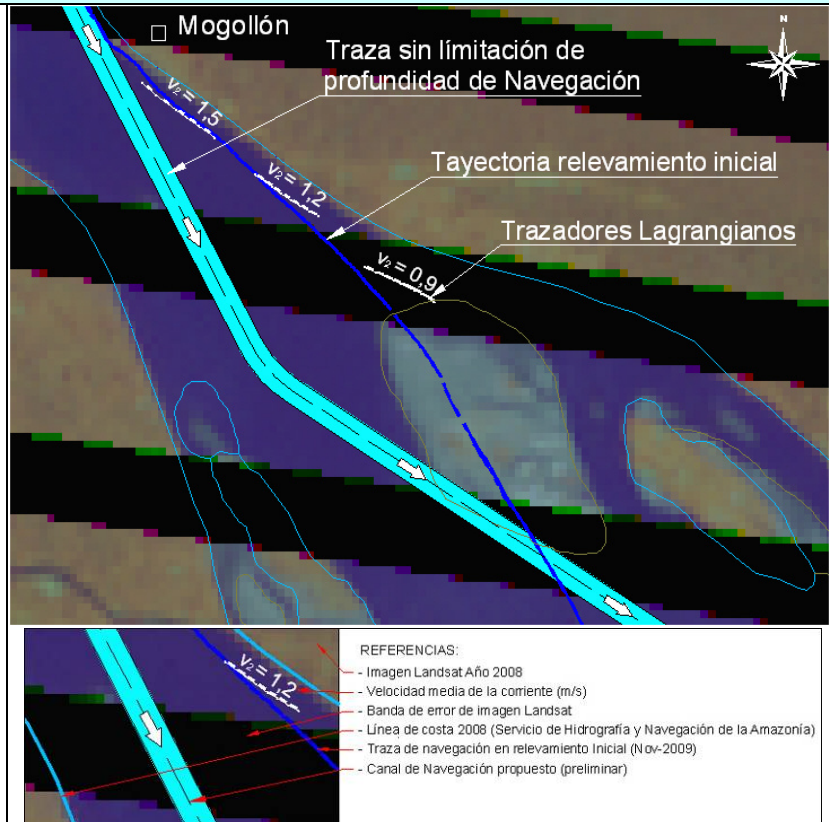 Mogollón
N
Traza sin límitación de
profundidad de Navegación
V₂ = 1,5
Tayectoria relevamiento inicial
V₂ = 1,2
Trazadores Lagrangianos
V₂ = 0,9
V₂ = 1,2
REFERENCIAS:
- Imagen Landsat Año 2008
- Velocidad media de la corriente (m/s)
- Banda de error de imagen Landsat
- Línea de costa 2008 (Servicio de Hidrografía y Navegación de la Amazonía)
- Traza de navegación en relevamiento Inicial (Nov-2009)
- Canal de Navegación propuesto (preliminar)